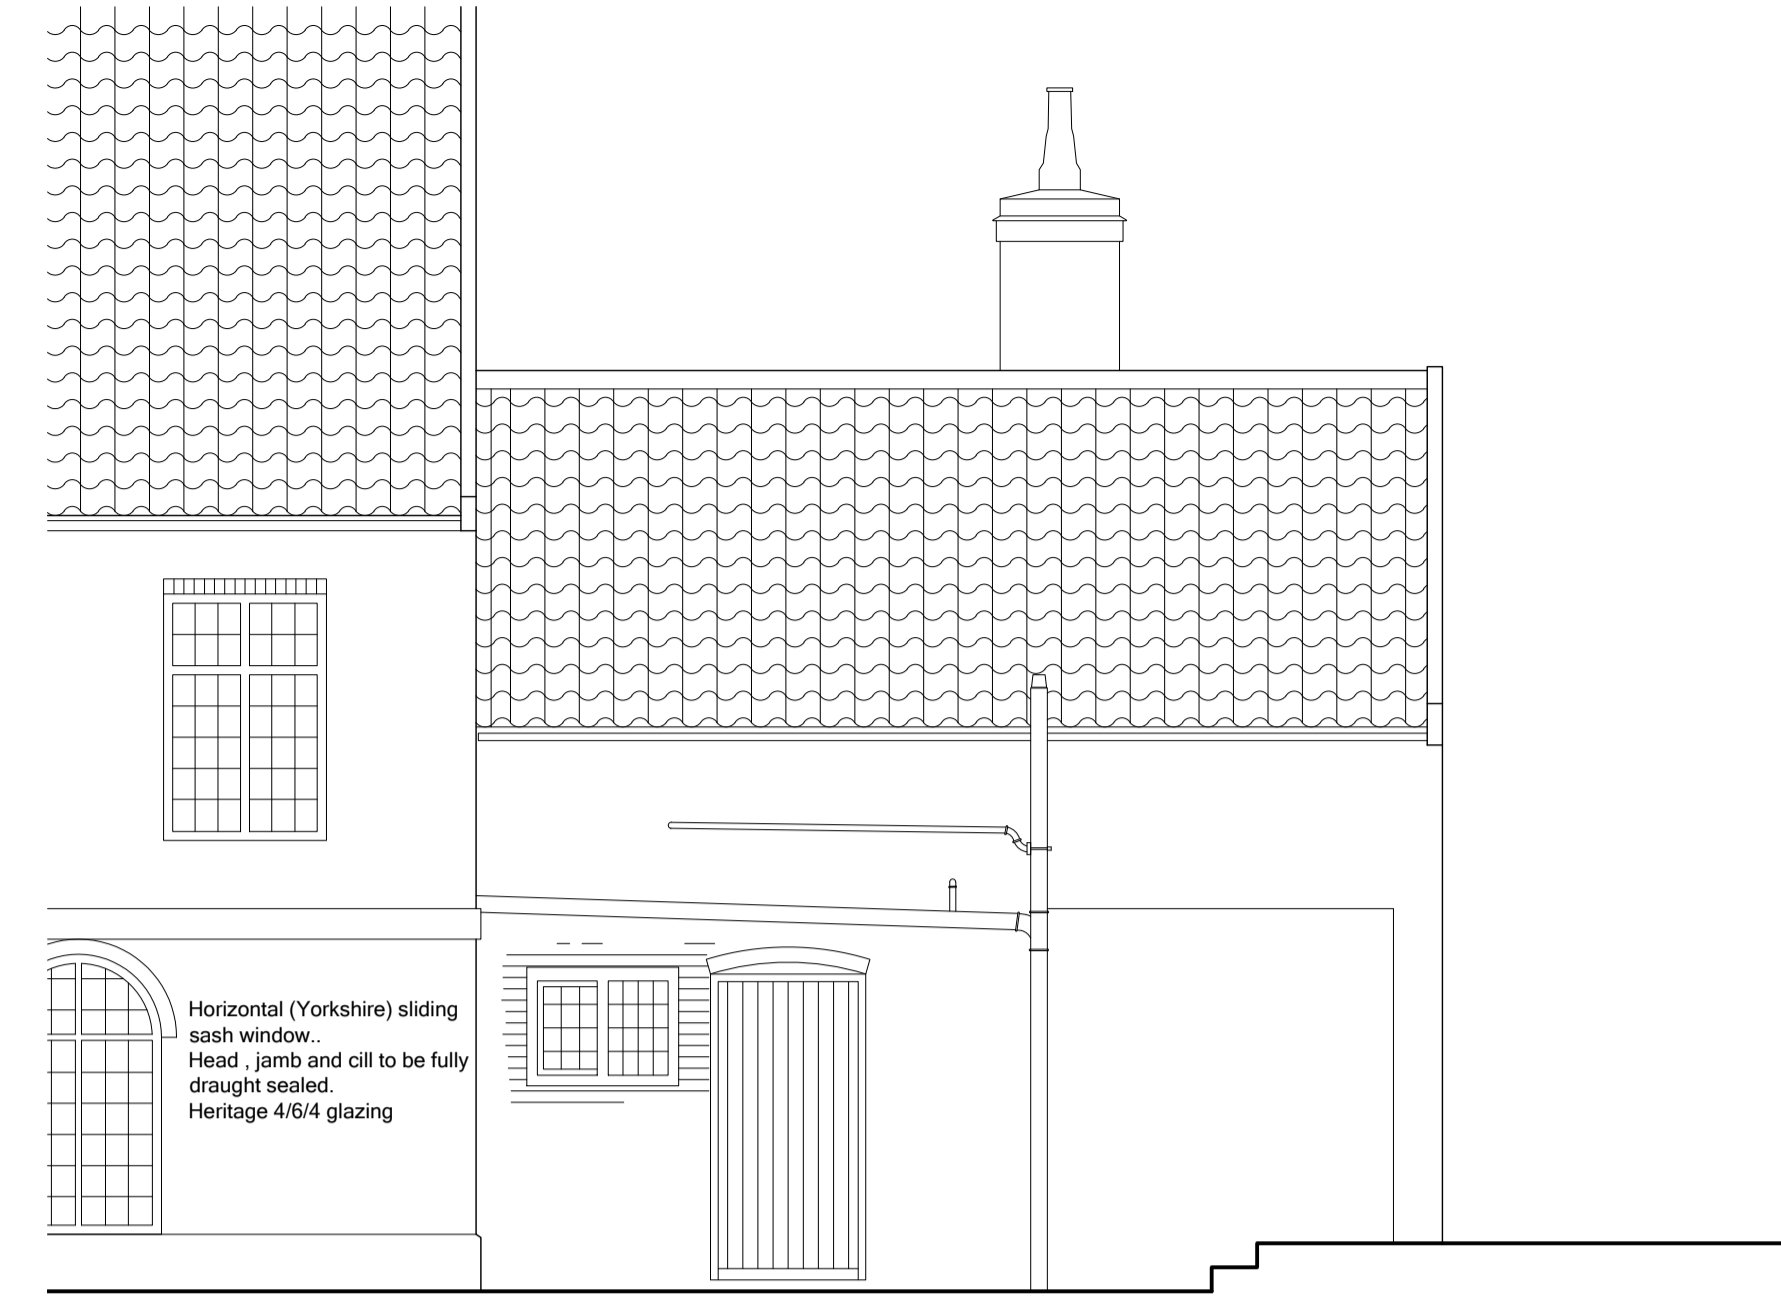 Horizontal (Yorkshire) sliding
sash window..
Head , jamb and cill to be fully
draught sealed.
Heritage 4/6/4 glazing